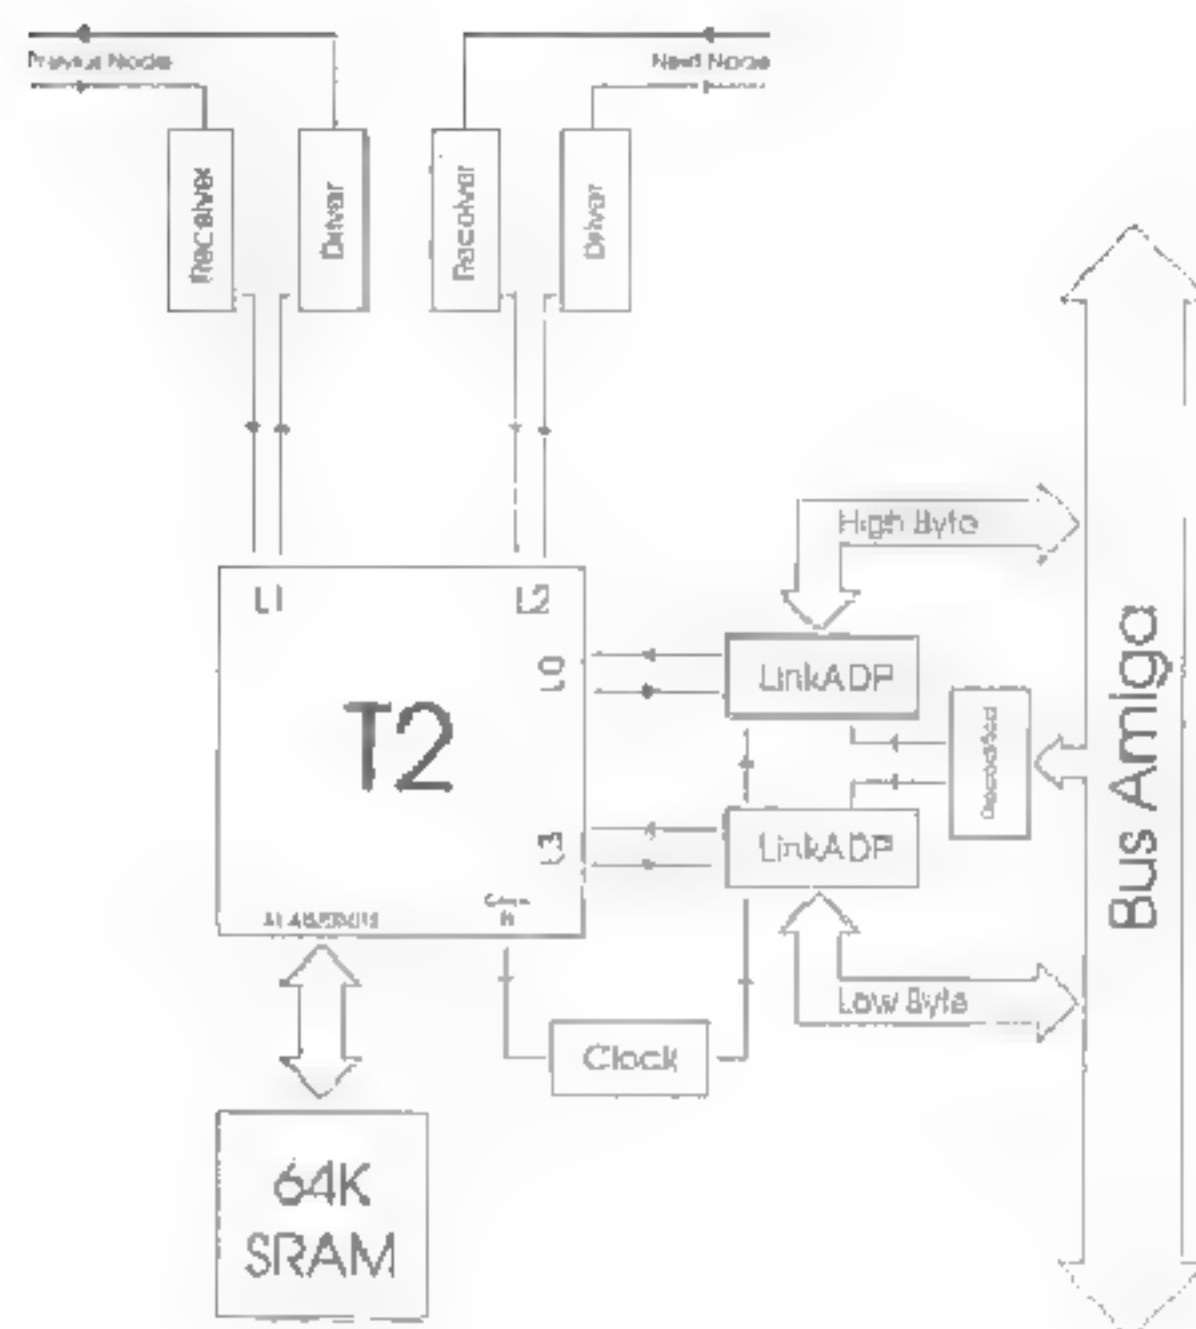 Previus Node
Next Node
Receiver
Driver
Receiver
Driver
High Byte
L1
L2
L0
LinkADP
T2
Bus Amiga
L3
LinkADP
Low Byte
Clock
64K
SRAM